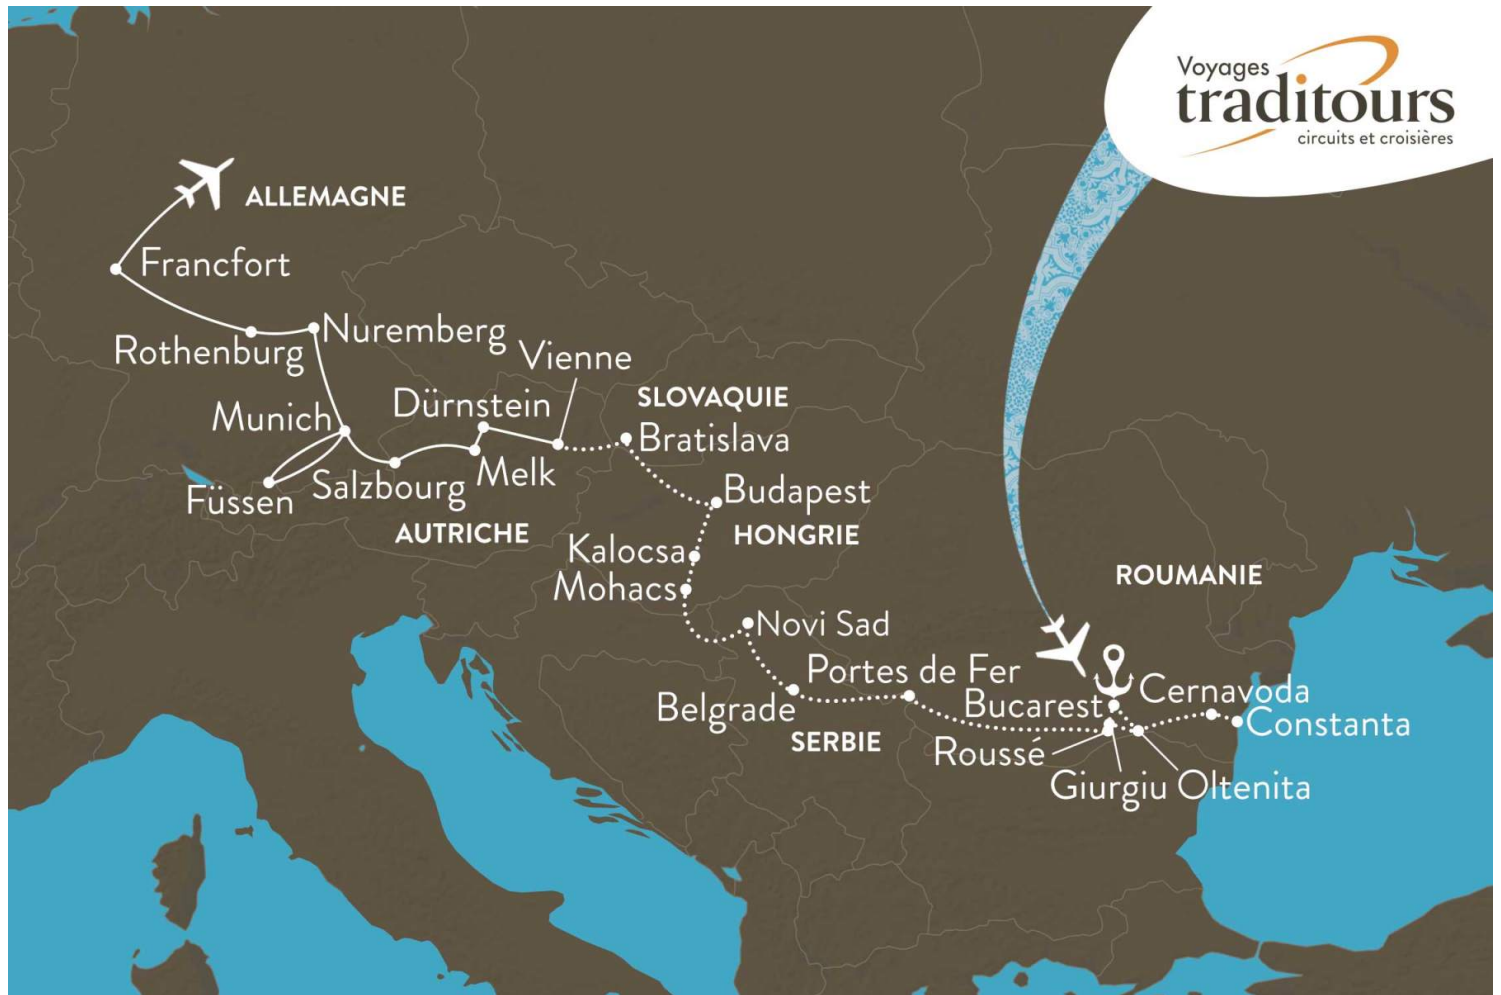 Voyages
traditours
circuits et croisières
ALLEMAGNE
Francfort
Nuremberg
Rothenburg
Vienne
SLOVAQUIE
Dürnstein
Munich
Bratislava
Melk
Salzbourg
Füssen
Budapest
AUTRICHE
HONGRIE
Kalocsa
ROUMANIE
Mohacs
Novi Sad
Portes de Fer
Cernavoda
Bucarest
Belgrade
Constanta
SERBIE
Roussé
Giurgiu
Oltenita